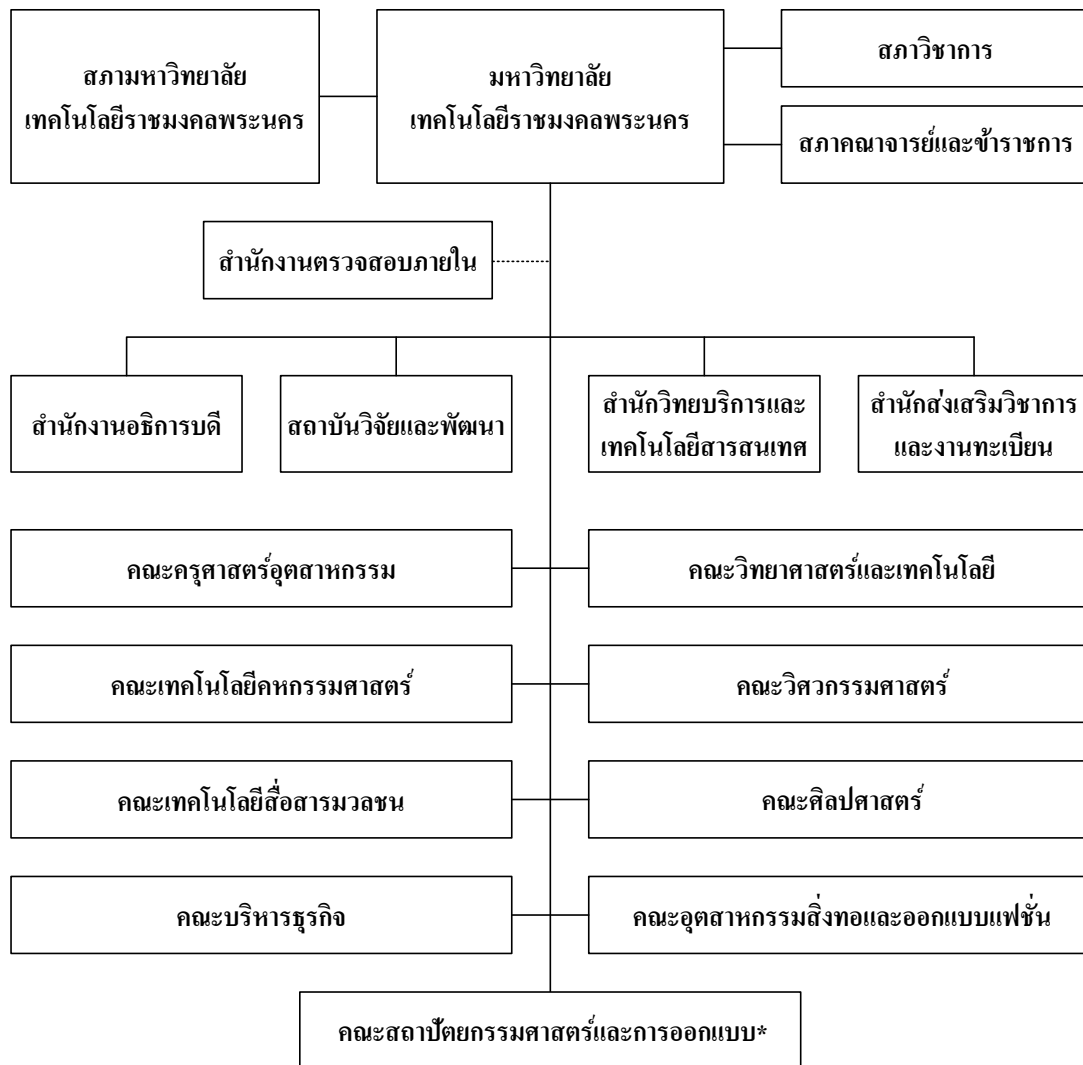 สภามหาวิทยาลัย
เทคโนโลยีราชมงคลพระนคร
มหาวิทยาลัย
เทคโนโลยีราชมงคลพระนคร
สภาวิชาการ
สภาคณาจารย์และข้าราชการ
สำนักงานตรวจสอบภายใน
สำนักงานอธิการบดี
สถาบันวิจัยและพัฒนา
สำนักวิทยบริการและ
เทคโนโลยีสารสนเทศ
สำนักส่งเสริมวิชาการ
และงานทะเบียน
คณะครุศาสตร์อุตสาหกรรม
คณะวิทยาศาสตร์และเทคโนโลยี
คณะเทคโนโลยีคหกรรมศาสตร์
คณะวิศวกรรมศาสตร์
คณะเทคโนโลยีสื่อสารมวลชน
คณะศิลปศาสตร์
คณะบริหารธุรกิจ
คณะอุตสาหกรรมสิ่งทอและออกแบบแฟชั่น
คณะสถาปัตยกรรมศาสตร์และการออกแบบ*